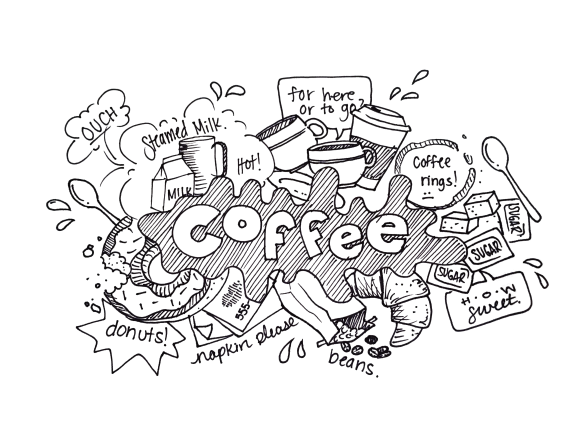 OUCH
Steamed Milk.
for here
or to go?
Hot!
MILK
Coffee
rings!
Coffee
SUGAR
SUGAR
SUGAR
H.O.W
sweet.
555-
donuts!
napkin please
beans.